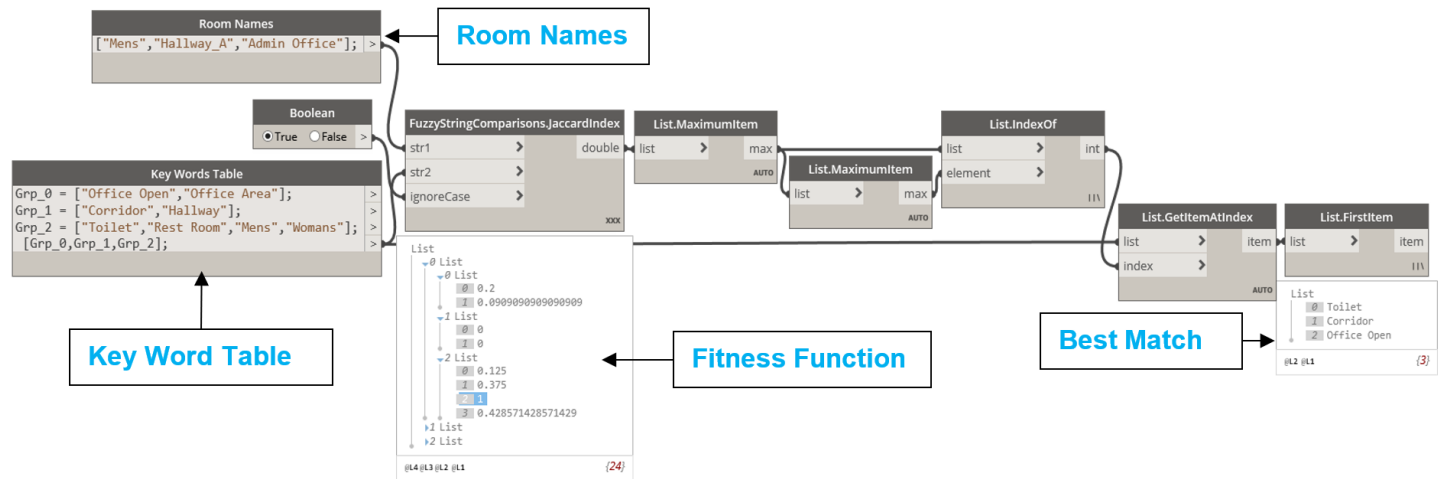 Room Names
["Mens","Hallway_A","Admin Office"]; >
Room Names
Boolean
True False >
Key Words Table
Grp_0 = ["Office Open","Office Area"]; >
Grp_1 = ["Corridor","Hallway"]; >
Grp_2 = ["Toilet","Rest Room","Mens","Womans"]; >
[Grp_0,Grp_1,Grp_2]; >
Key Word Table
FuzzyStringComparisons.JaccardIndex
str1 > double
str2 >
ignoreCase >
xxx
List
0 List
0 List
0 0.2
1 0.0909090909090909
1 List
0 0
1 0
2 List
0 0.125
1 0.375
2 1
3 0.428571428571429
1 List
2 List
@L4 @L3 @L2 @L1 {24}
Fitness Function
List.MaximumItem
list > max
AUTO
List.MaximumItem
list > max
AUTO
List.IndexOf
list > int
element >
List.GetItemAtIndex
list > item
index >
AUTO
List.FirstItem
list > item
List
0 Toilet
1 Corridor
2 Office Open
@L2 @L1 {3}
Best Match